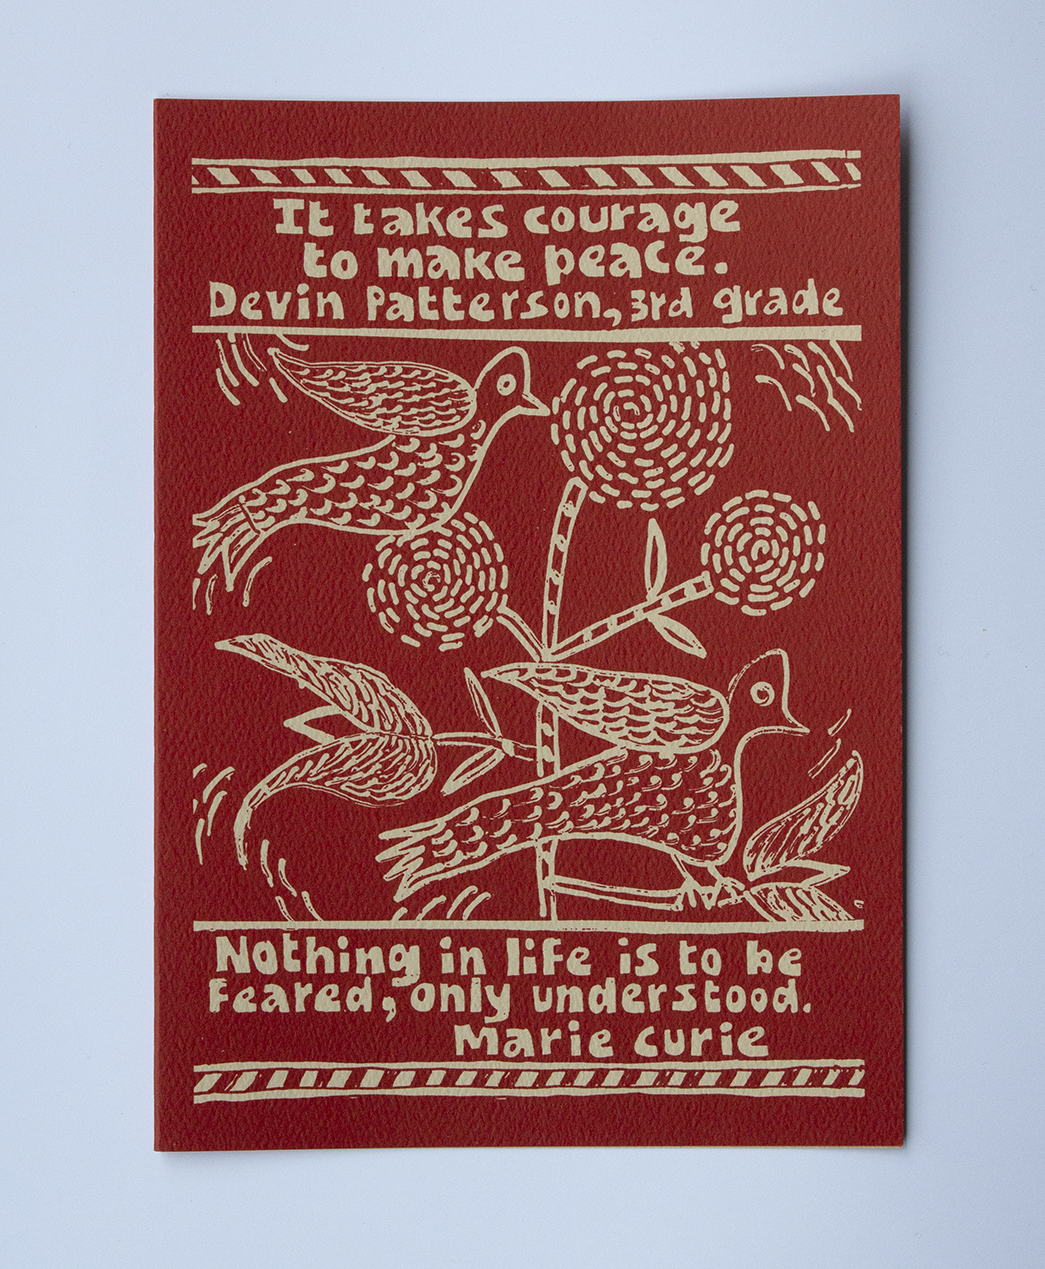 It takes courage
to make peace.
Devin Patterson, 3rd grade
Nothing in life is to be
Feared, only understood.
Marie Curie